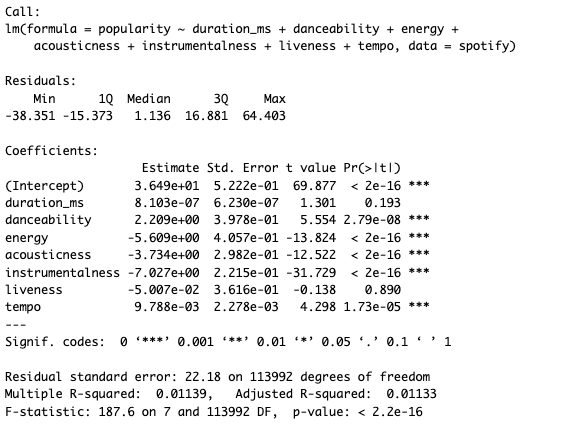 Call:
lm(formula = popularity ~ duration_ms + danceability + energy +
    acousticness + instrumentalness + liveness + tempo, data = spotify)

Residuals:
    Min      1Q  Median      3Q     Max
-38.351 -15.373   1.136  16.881  64.403

Coefficients:
                   Estimate Std. Error t value Pr(>|t|)
(Intercept)       3.649e+01  5.222e-01  69.877  < 2e-16 ***
duration_ms       8.103e-07  6.230e-07   1.301    0.193
danceability      2.209e+00  3.978e-01   5.554 2.79e-08 ***
energy           -5.609e+00  4.057e-01 -13.824  < 2e-16 ***
acousticness     -3.734e+00  2.982e-01 -12.522  < 2e-16 ***
instrumentalness -7.027e+00  2.215e-01 -31.729  < 2e-16 ***
liveness         -5.007e-02  3.616e-01  -0.138    0.890
tempo             9.788e-03  2.278e-03   4.298 1.73e-05 ***
---
Signif. codes:  0 ‘***’ 0.001 ‘**’ 0.01 ‘*’ 0.05 ‘.’ 0.1 ‘ ’ 1

Residual standard error: 22.18 on 113992 degrees of freedom
Multiple R-squared:  0.01139,	Adjusted R-squared:  0.01133
F-statistic: 187.6 on 7 and 113992 DF,  p-value: < 2.2e-16